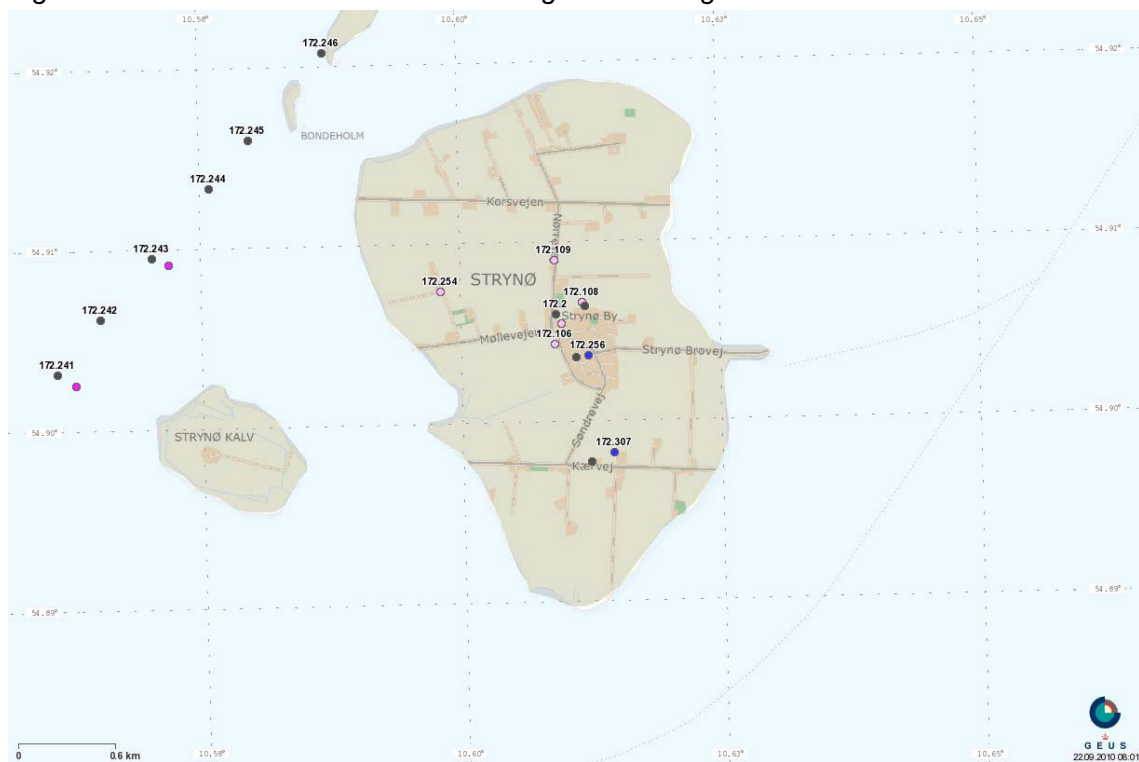 10.58
10.60
10.63
10.65
172.246
54.92°
54.92°
172.245
BONDEHOLM
172.244
Korsvejen
Nørre
54.91°
54.91°
172.243
172.109
172.254
STRYNØ
172.108
172.2
Strynø By
172.242
Møllevejen
172.106
172.256
Strynø Brovej
172.241
54.90°
54.90°
STRYNØ KALV
Søndrevej
172.307
Kærvej
54.89°
54.89°
0
0.6 km
10.58
10.60
10.63
10.65
G E U S
22.09.2010 08:01